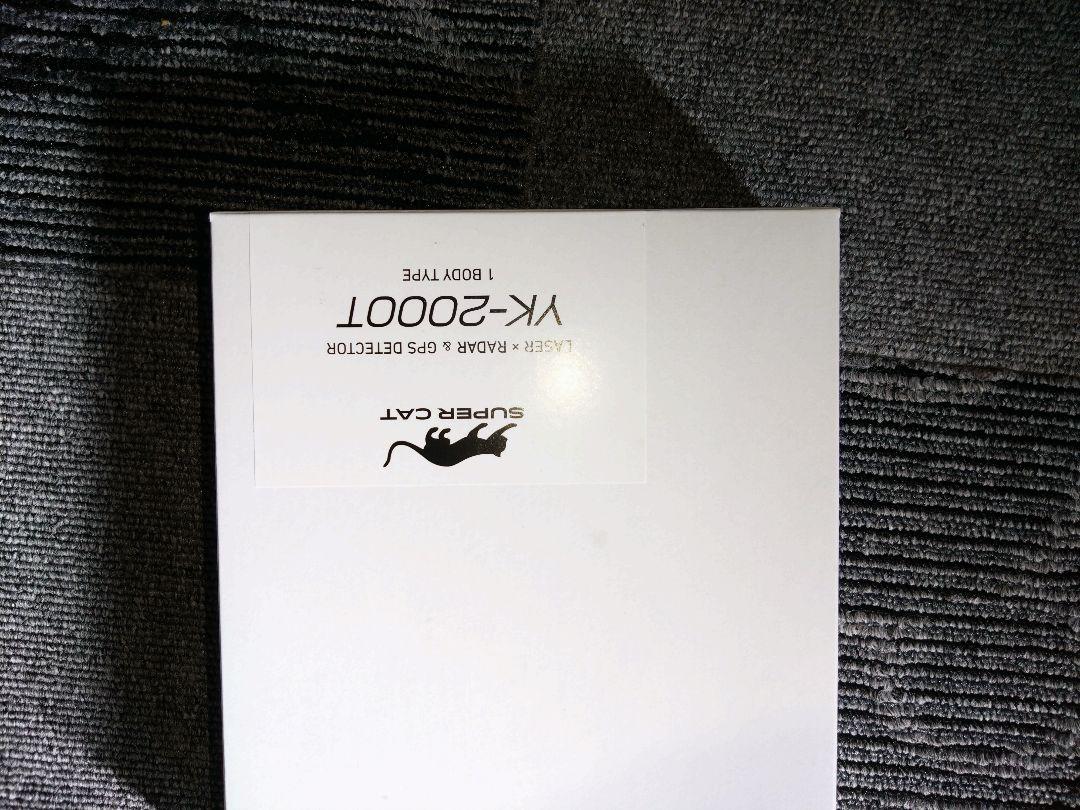 SUPER CAT
LASER × RADAR & GPS DETECTOR
YK-2000T
1 BODY TYPE